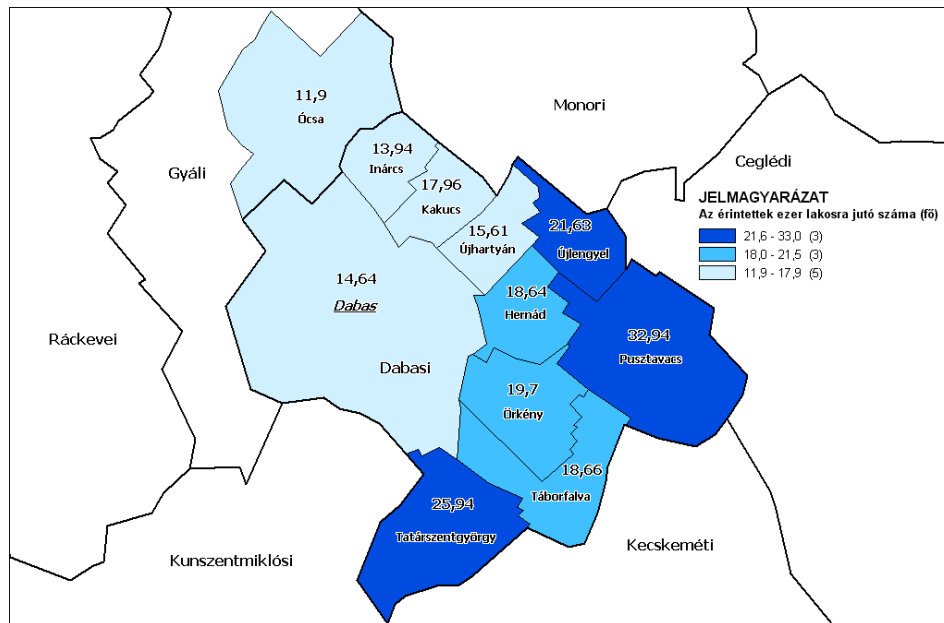 11,9
Ócsa
Monori
13,94
Inárcs
Ceglédi
Gyáli
17,96
Kakucs
JELMAGYARÁZAT
Az érintettek ezer lakosra jutó száma (fő)
21,6 - 33,0 (3)
18,0 - 21,5 (3)
11,9 - 17,9 (5)
15,61
Újhartyán
21,63
Újlengyel
14,64
Dabas
18,64
Hernád
Ráckevei
32,94
Pusztavacs
Dabasi
19,7
Örkény
18,66
Táborfalva
25,94
Tatárszentgyörgy
Kunszentmiklósi
Kecskeméti